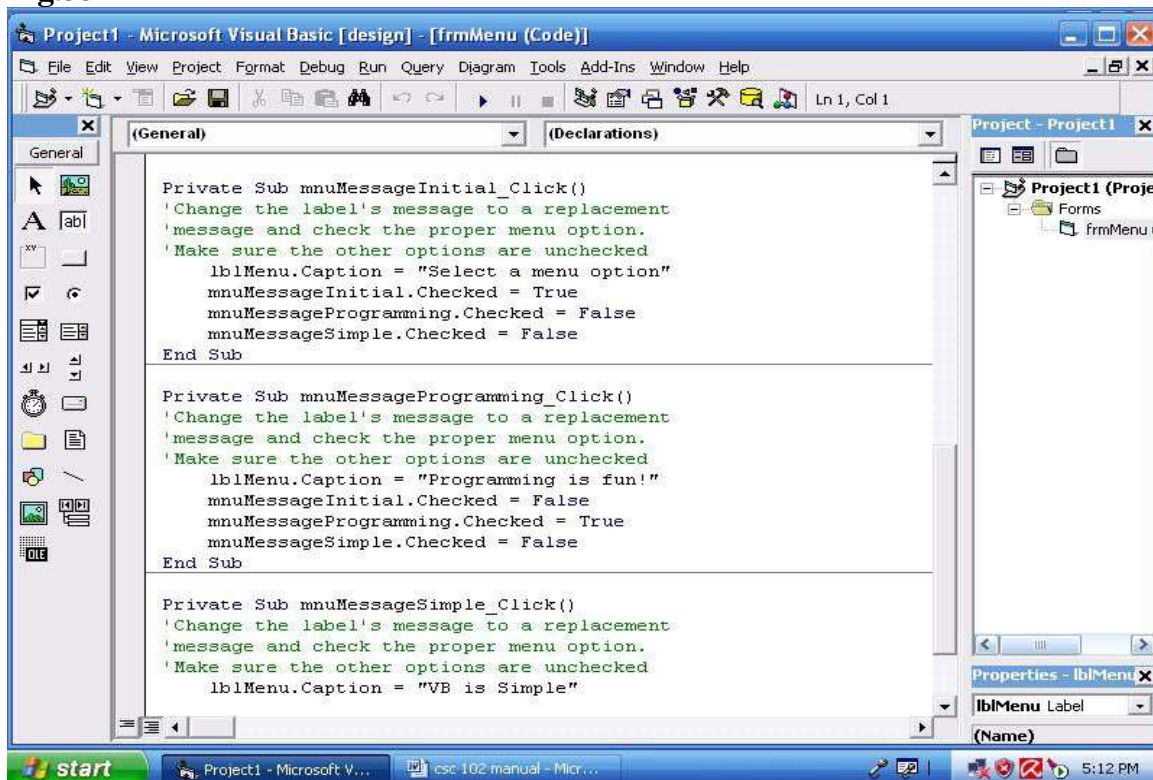 Project1 - Microsoft Visual Basic [design] - [frmMenu (Code)]
File Edit View Project Format Debug Run Query Diagram Tools Add-Ins Window Help
Ln 1, Col 1
General
(General) (Declarations)
Private Sub mnuMessageInitial_Click()
'Change the label's message to a replacement
'message and check the proper menu option.
'Make sure the other options are unchecked
lblMenu.Caption = "Select a menu option"
mnuMessageInitial.Checked = True
mnuMessageProgramming.Checked = False
mnuMessageSimple.Checked = False
End Sub
Private Sub mnuMessageProgramming_Click()
'Change the label's message to a replacement
'message and check the proper menu option.
'Make sure the other options are unchecked
lblMenu.Caption = "Programming is fun!"
mnuMessageInitial.Checked = False
mnuMessageProgramming.Checked = True
mnuMessageSimple.Checked = False
End Sub
Private Sub mnuMessageSimple_Click()
'Change the label's message to a replacement
'message and check the proper menu option.
'Make sure the other options are unchecked
lblMenu.Caption = "VB is Simple"
A
ab|
XY
OLE
Project - Project1
Project1 (Proje
Forms
frmMenu
Properties - lblMenu
lblMenu Label
(Name)
start
Project1 - Microsoft V...
csc 102 manual - Micr...
5:12 PM